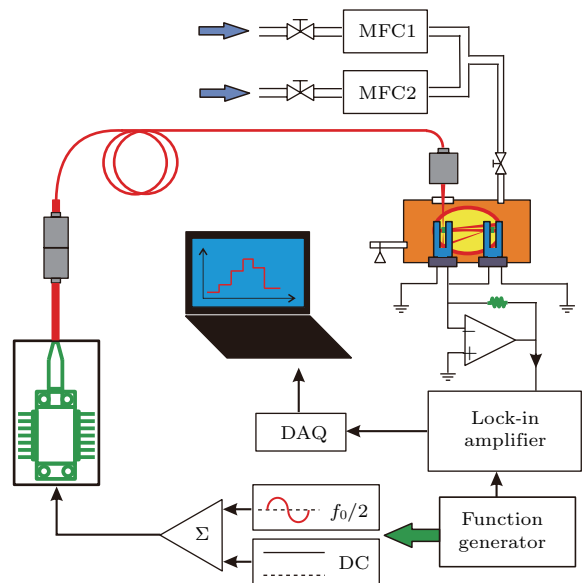 MFC1
MFC2
Lock-in
amplifier
DAQ
f₀/2
Σ
Function
generator
DC